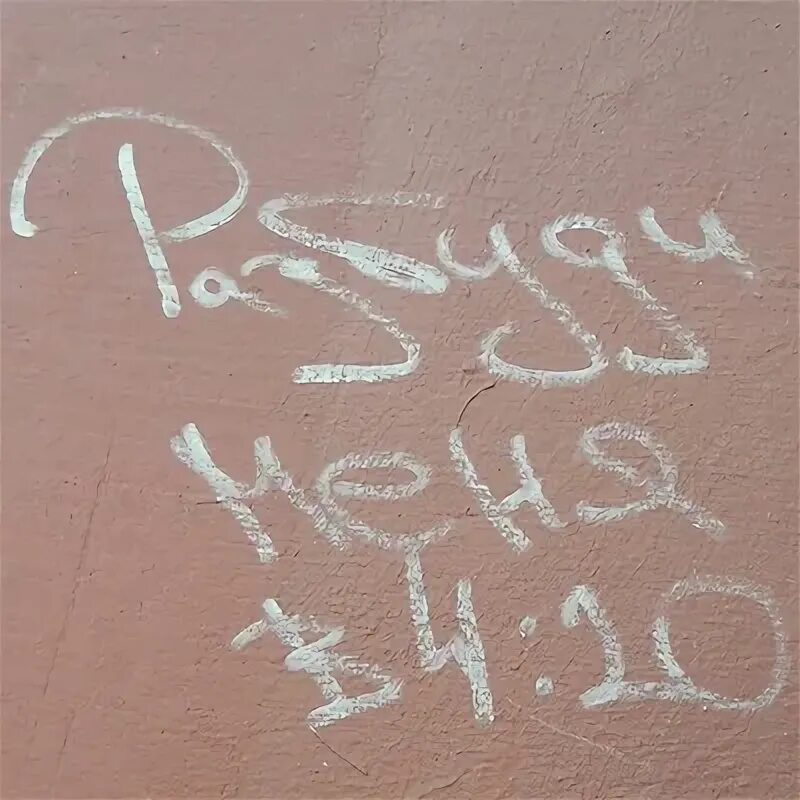 Разбуди
меня
в 4:20